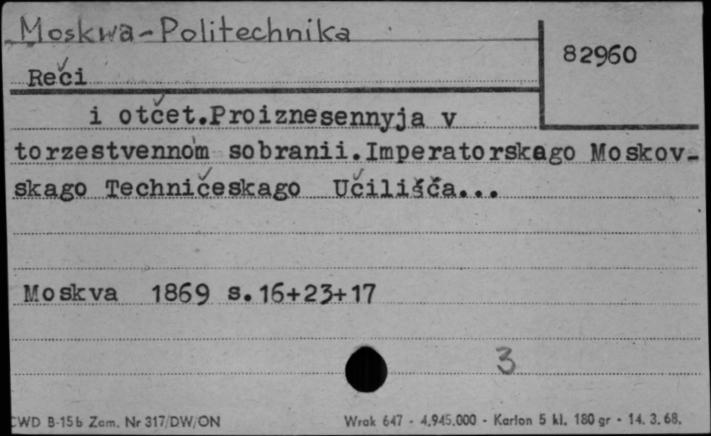 Moskwa-Politechnika
82960
Reči
i otčet.Proiznesennyja v
torzestvennom sobranii.Imperatorskago Moskov-
skago Techničeskago Učilišča...
Moskva 1869 s.16+23+17
3
CWD B-15b Zam. Nr 317/DW/ON
Wrak 647 - 4.945.000 - Karton 5 kl. 180 gr - 14. 3. 68.